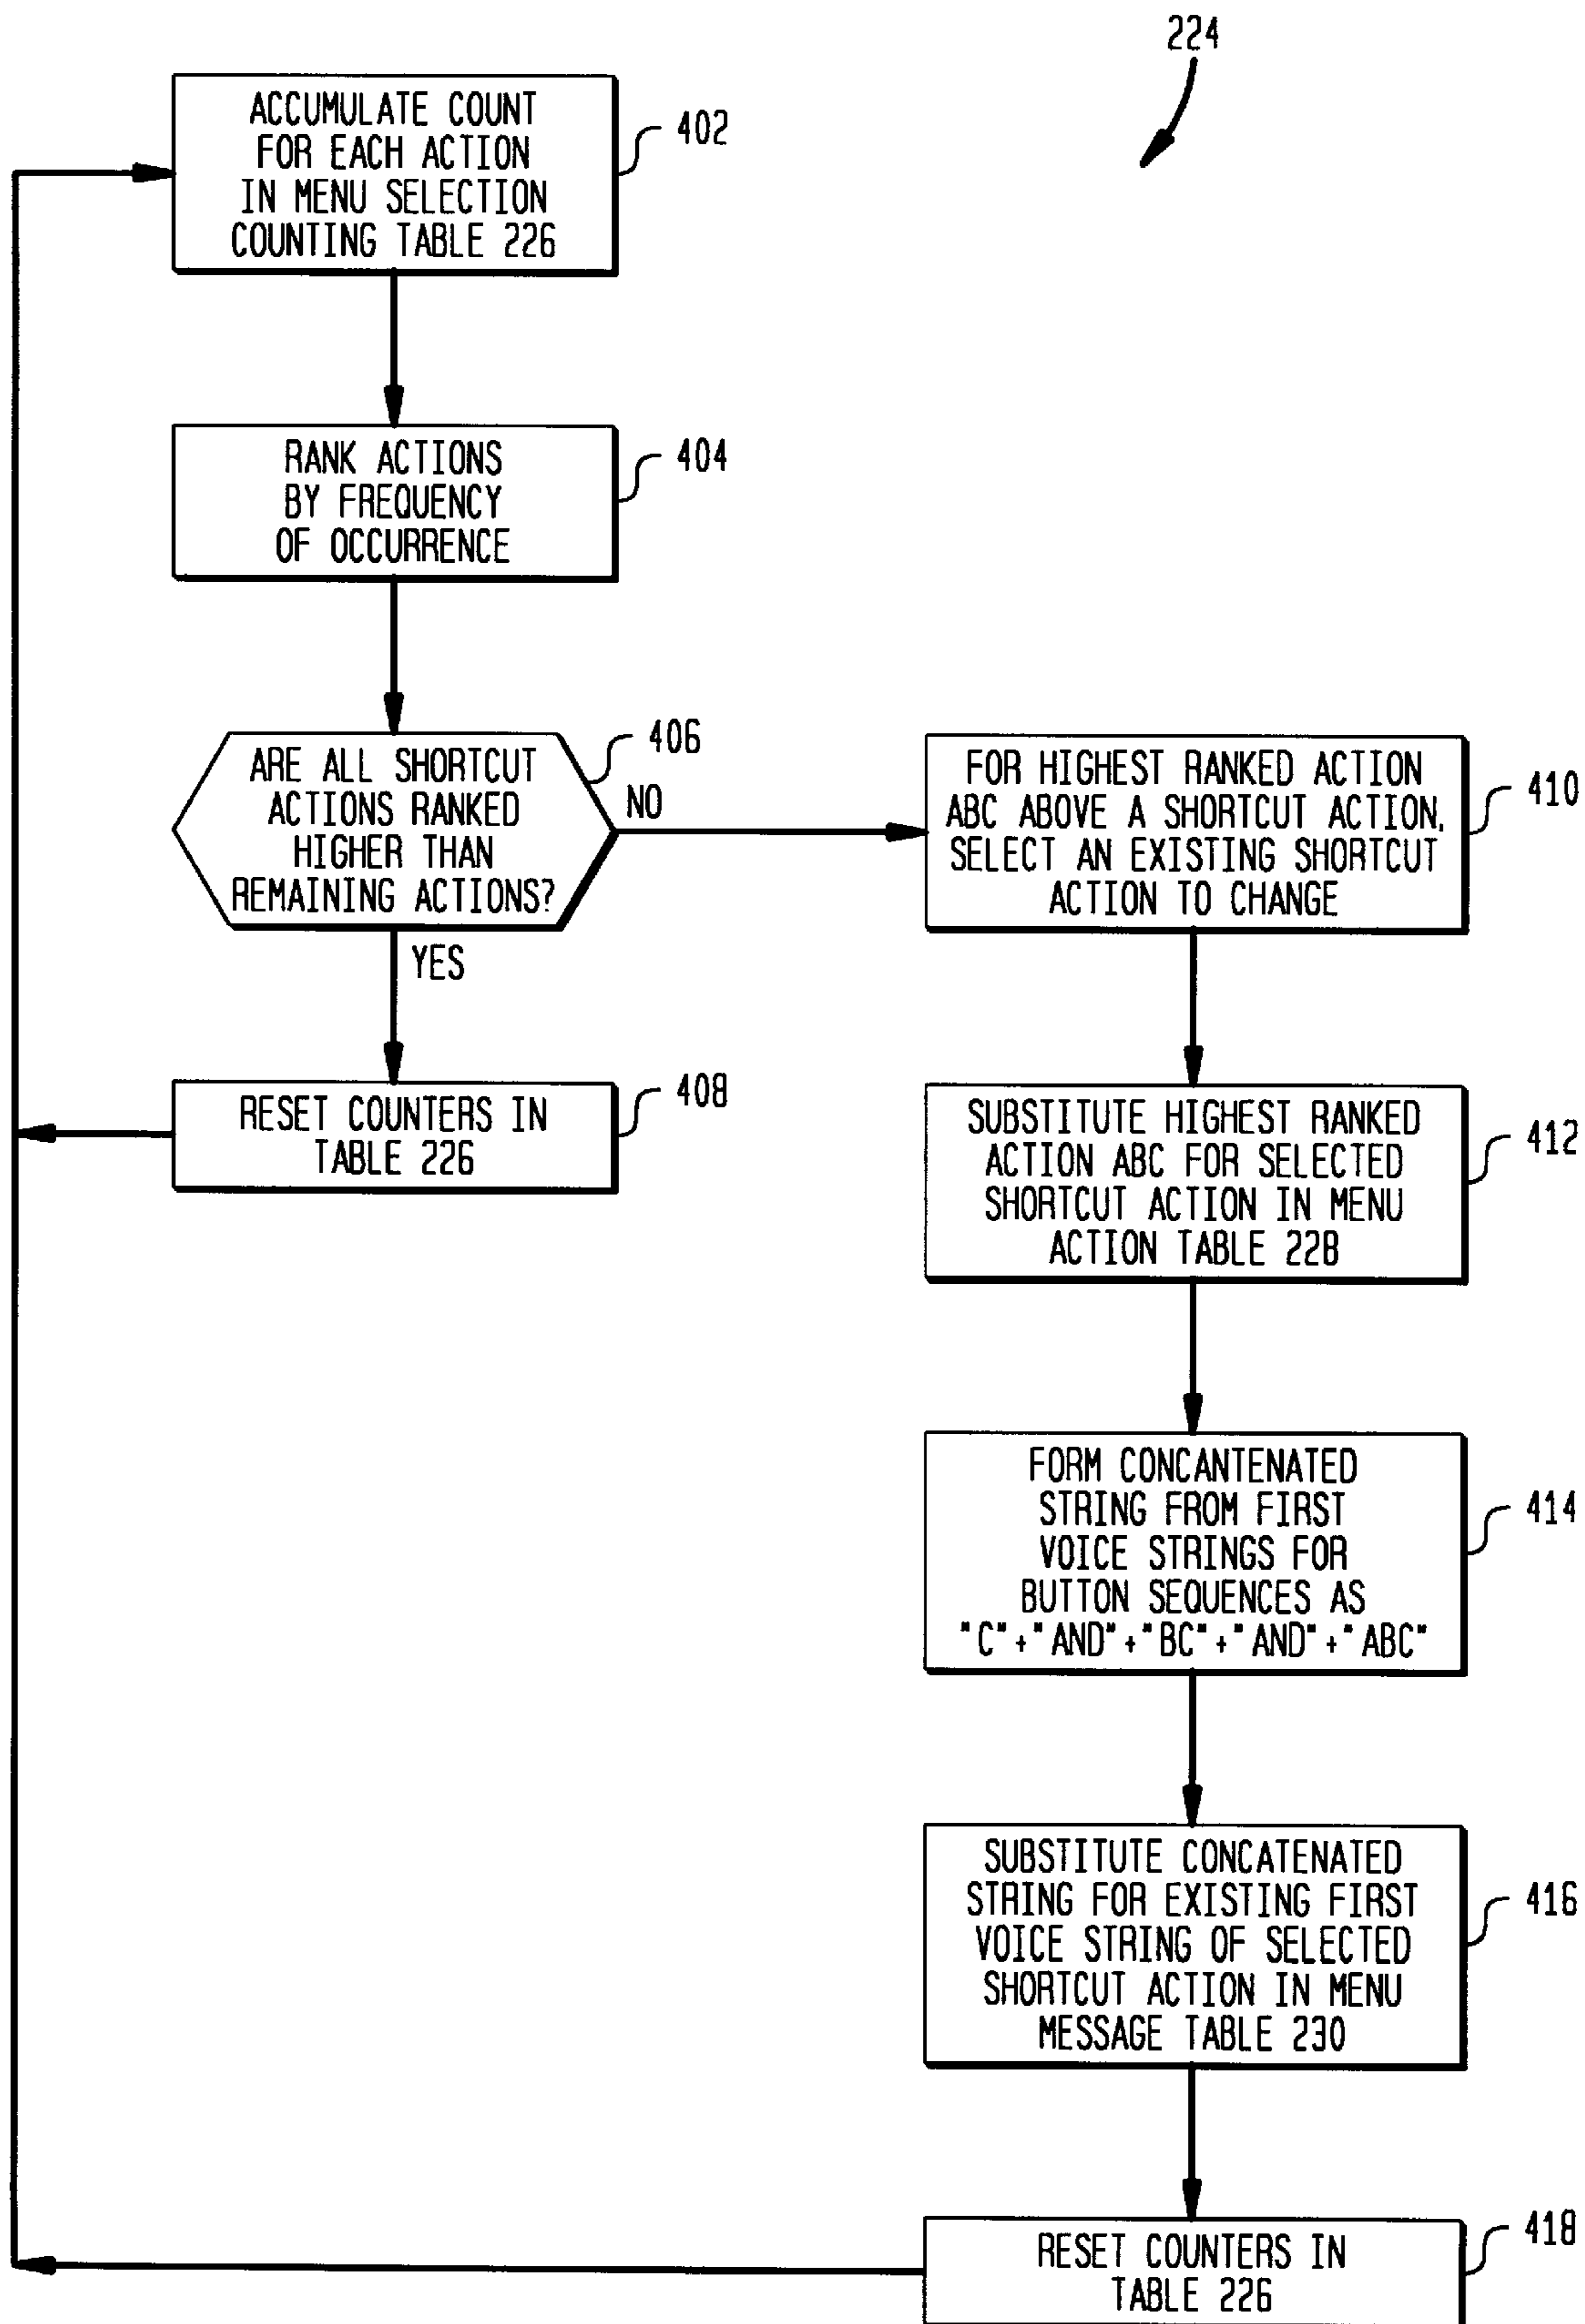 224
ACCUMULATE COUNT
FOR EACH ACTION
IN MENU SELECTION
COUNTING TABLE 226
402
RANK ACTIONS
BY FREQUENCY
OF OCCURRENCE
404
ARE ALL SHORTCUT
ACTIONS RANKED
HIGHER THAN
REMAINING ACTIONS?
406
NO
YES
RESET COUNTERS IN
TABLE 226
408
FOR HIGHEST RANKED ACTION
ABC ABOVE A SHORTCUT ACTION,
SELECT AN EXISTING SHORTCUT
ACTION TO CHANGE
410
SUBSTITUTE HIGHEST RANKED
ACTION ABC FOR SELECTED
SHORTCUT ACTION IN MENU
ACTION TABLE 228
412
FORM CONCANTENATED
STRING FROM FIRST
VOICE STRINGS FOR
BUTTON SEQUENCES AS
"C"+"AND"+"BC"+"AND"+"ABC"
414
SUBSTITUTE CONCATENATED
STRING FOR EXISTING FIRST
VOICE STRING OF SELECTED
SHORTCUT ACTION IN MENU
MESSAGE TABLE 230
416
RESET COUNTERS IN
TABLE 226
418